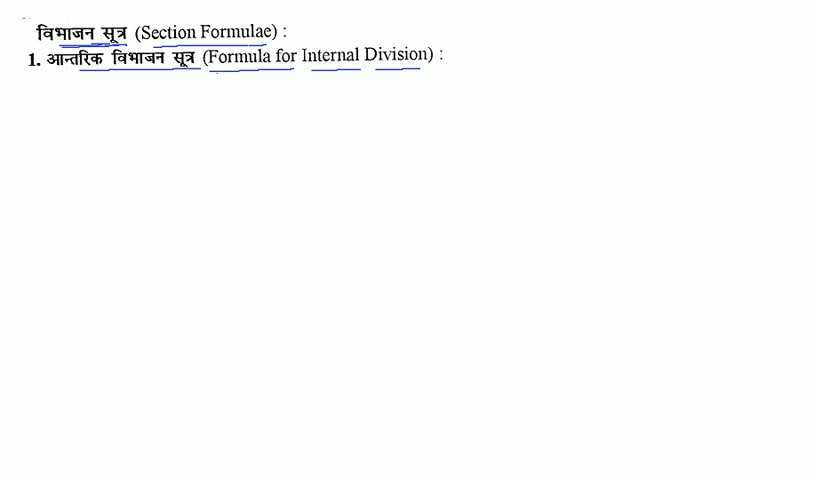 विभाजन सूत्र (Section Formulae) :
1. आन्तरिक विभाजन सूत्र (Formula for Internal Division) :